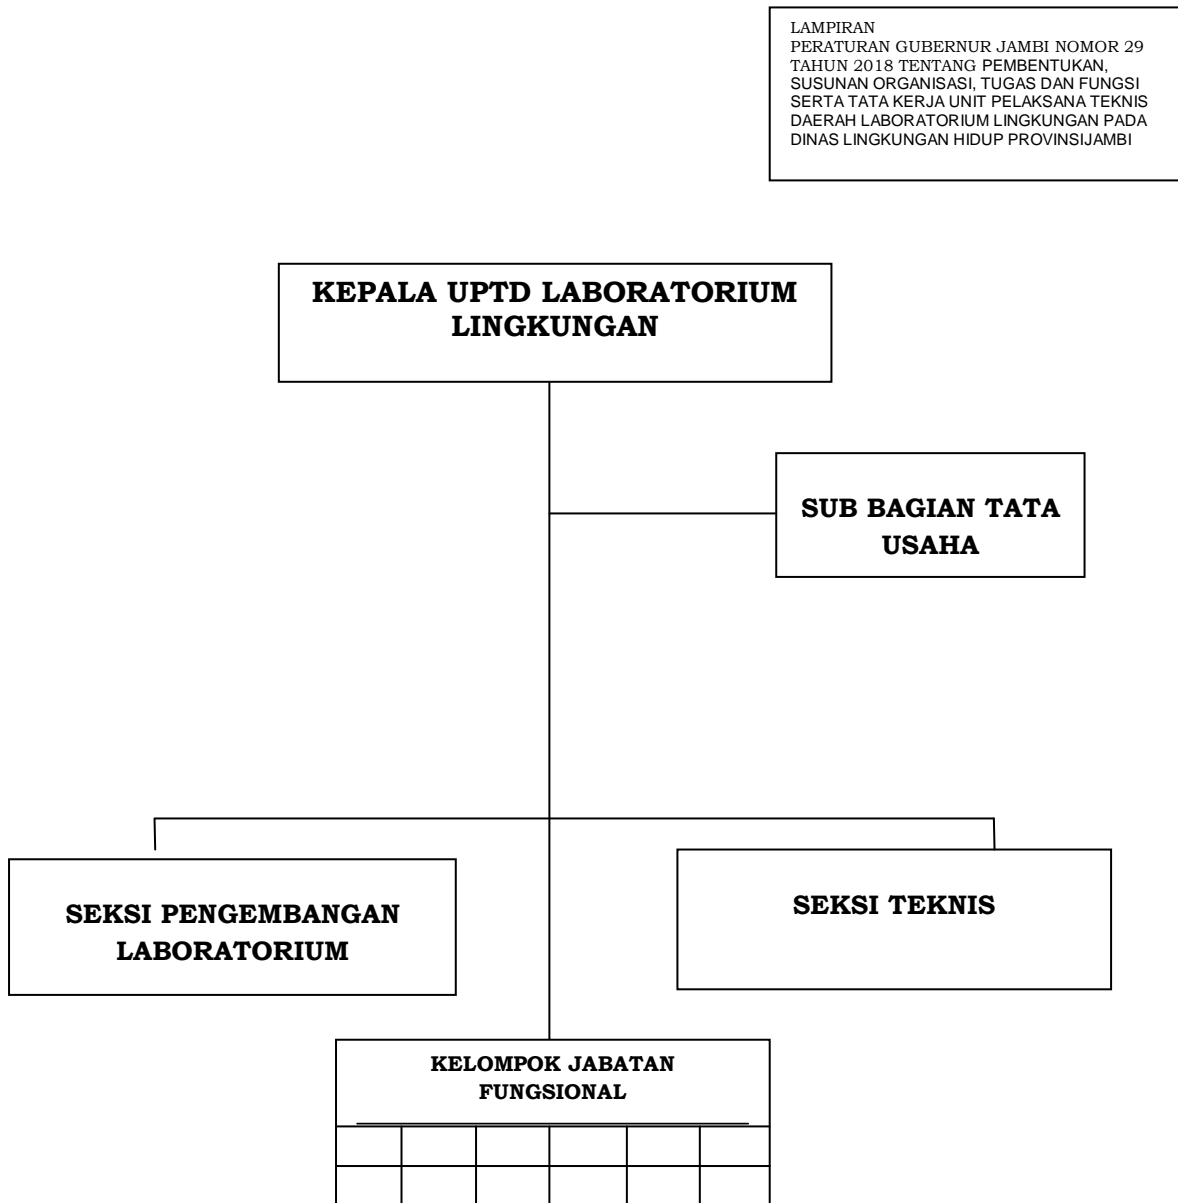 LAMPIRAN
PERATURAN GUBERNUR JAMBI NOMOR 29
TAHUN 2018 TENTANG PEMBENTUKAN,
SUSUNAN ORGANISASI, TUGAS DAN FUNGSI
SERTA TATA KERJA UNIT PELAKSANA TEKNIS
DAERAH LABORATORIUM LINGKUNGAN PADA
DINAS LINGKUNGAN HIDUP PROVINSIJAMBI
KEPALA UPTD LABORATORIUM
LINGKUNGAN
SUB BAGIAN TATA
USAHA
SEKSI PENGEMBANGAN
LABORATORIUM
SEKSI TEKNIS
KELOMPOK JABATAN
FUNGSIONAL